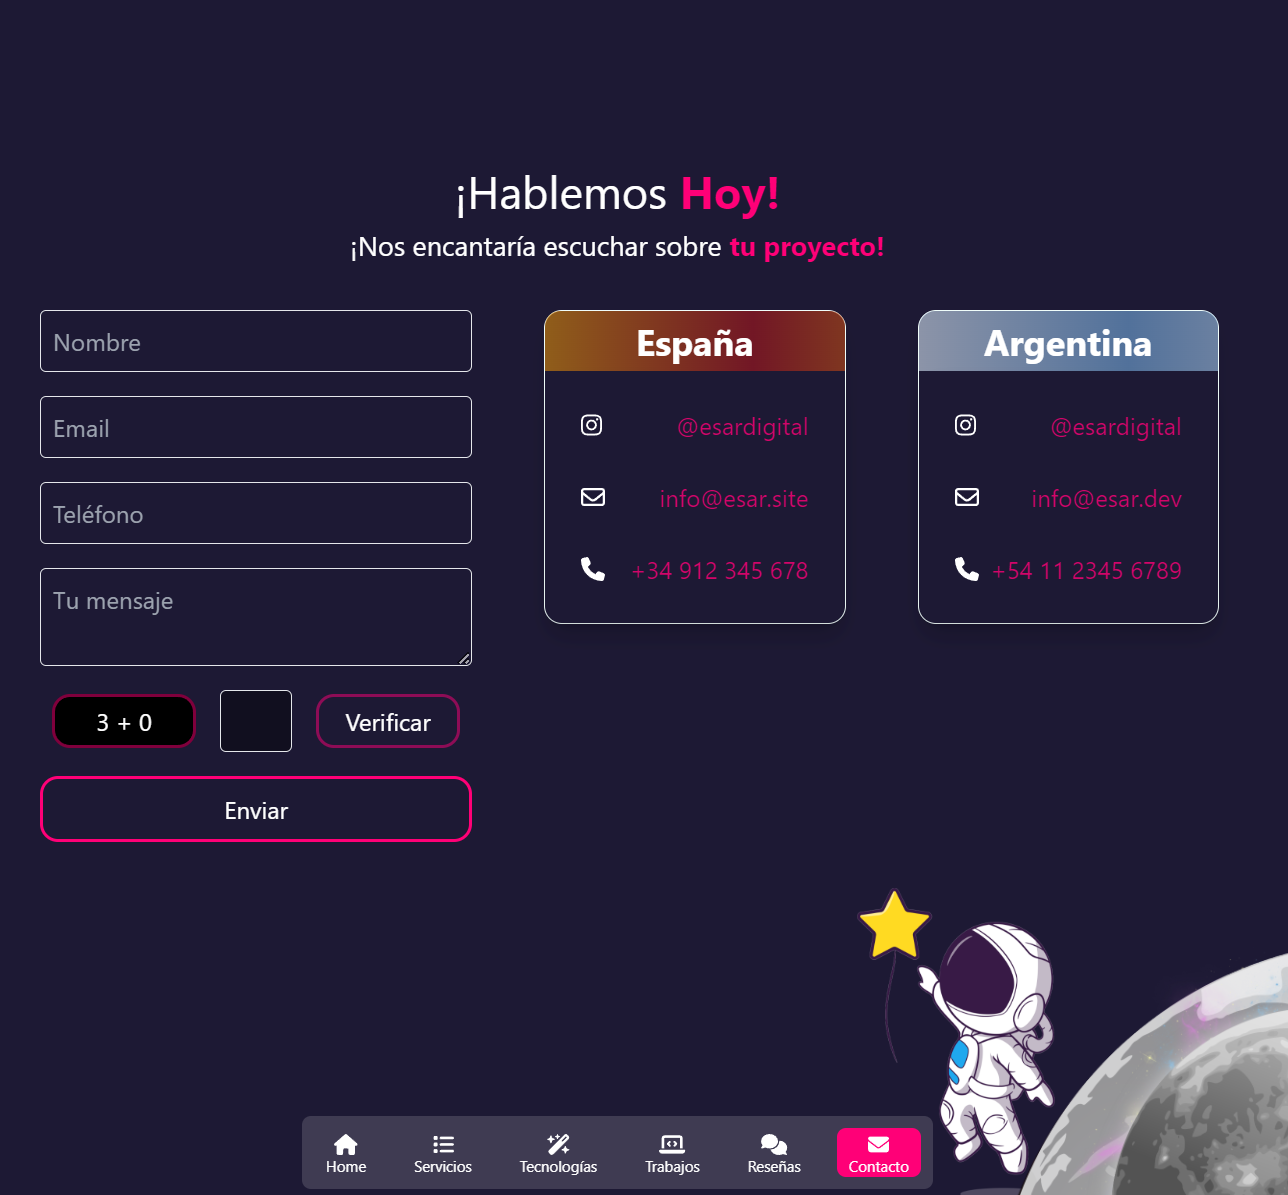 ¡Hablemos Hoy!
¡Nos encantaría escuchar sobre tu proyecto!
Nombre
Email
Teléfono
Tu mensaje
3 + 0
Verificar
Enviar
España
@esardigital
info@esar.site
+34 912 345 678
Argentina
@esardigital
info@esar.dev
+54 11 2345 6789
Home
Servicios
Tecnologías
Trabajos
Reseñas
Contacto